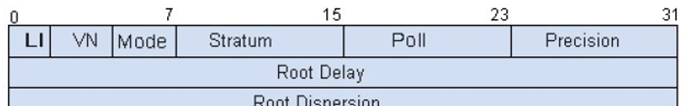 0 7 15 23 31
LI VN Mode Stratum Poll Precision
Root Delay
Root Dispersion